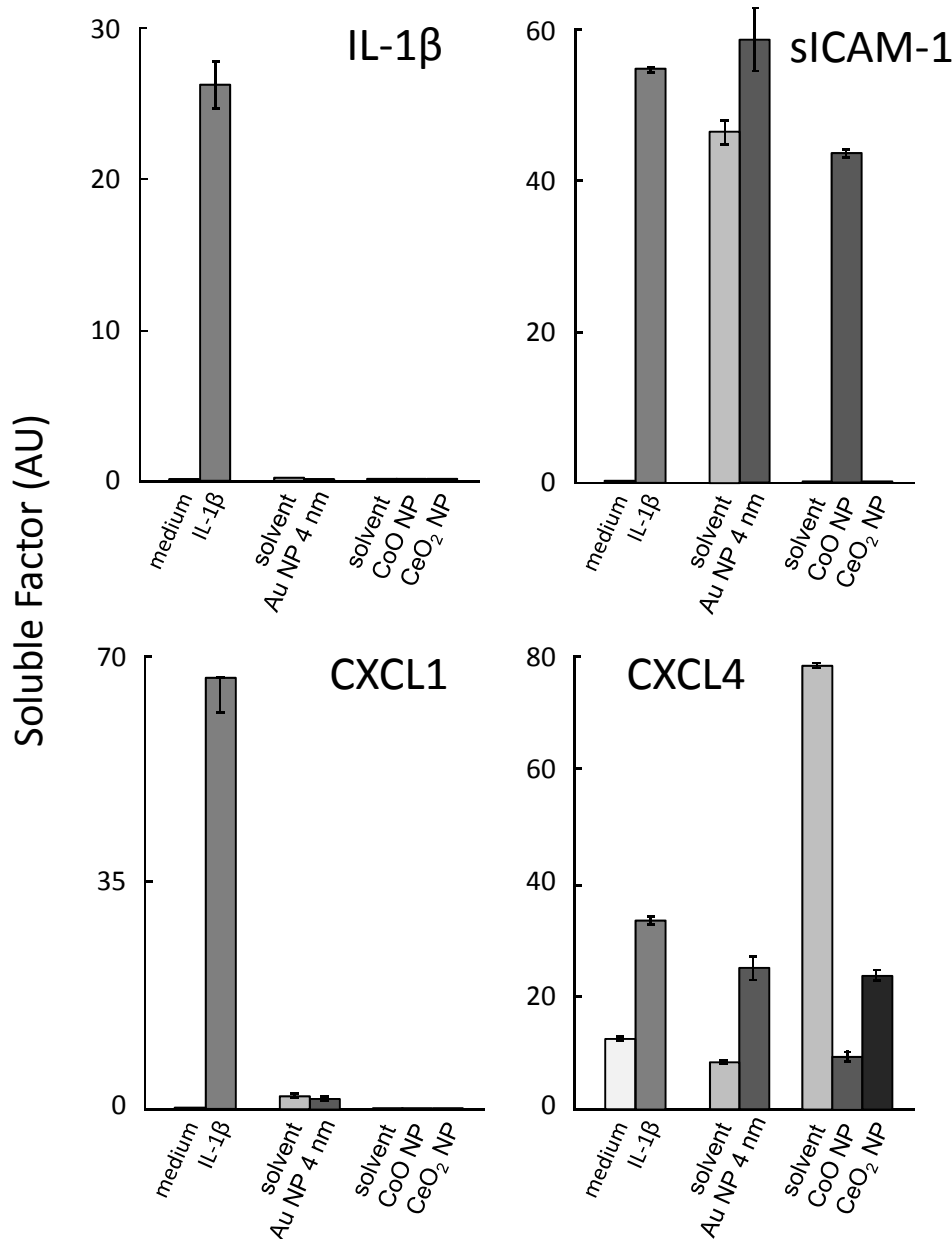 Soluble Factor (AU)
IL-1β
30
20
10
0
medium
IL-1β
solvent
Au NP 4 nm
solvent
CoO NP
CeO₂ NP
sICAM-1
60
40
20
0
medium
IL-1β
solvent
Au NP 4 nm
solvent
CoO NP
CeO₂ NP
CXCL1
70
35
0
medium
IL-1β
solvent
Au NP 4 nm
solvent
CoO NP
CeO₂ NP
CXCL4
80
60
40
20
0
medium
IL-1β
solvent
Au NP 4 nm
solvent
CoO NP
CeO₂ NP